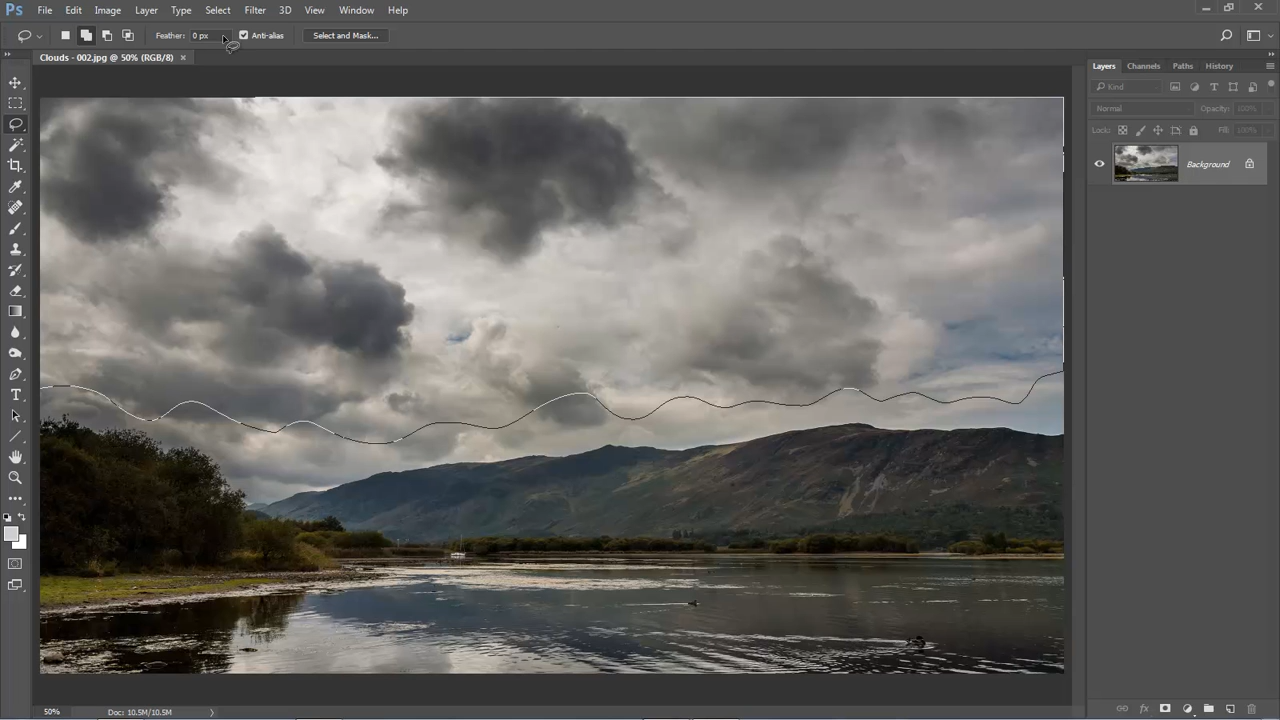 Ps File Edit Image Layer Type Select Filter 3D View Window Help
Feather: 0 px Anti-alias Select and Mask...
Clouds - 002.jpg @ 50% (RGB/8) ×
Layers Channels Paths History
Kind
Normal Opacity: 100%
Lock: Fill: 100%
Background
50% Doc: 10.5M/10.5M